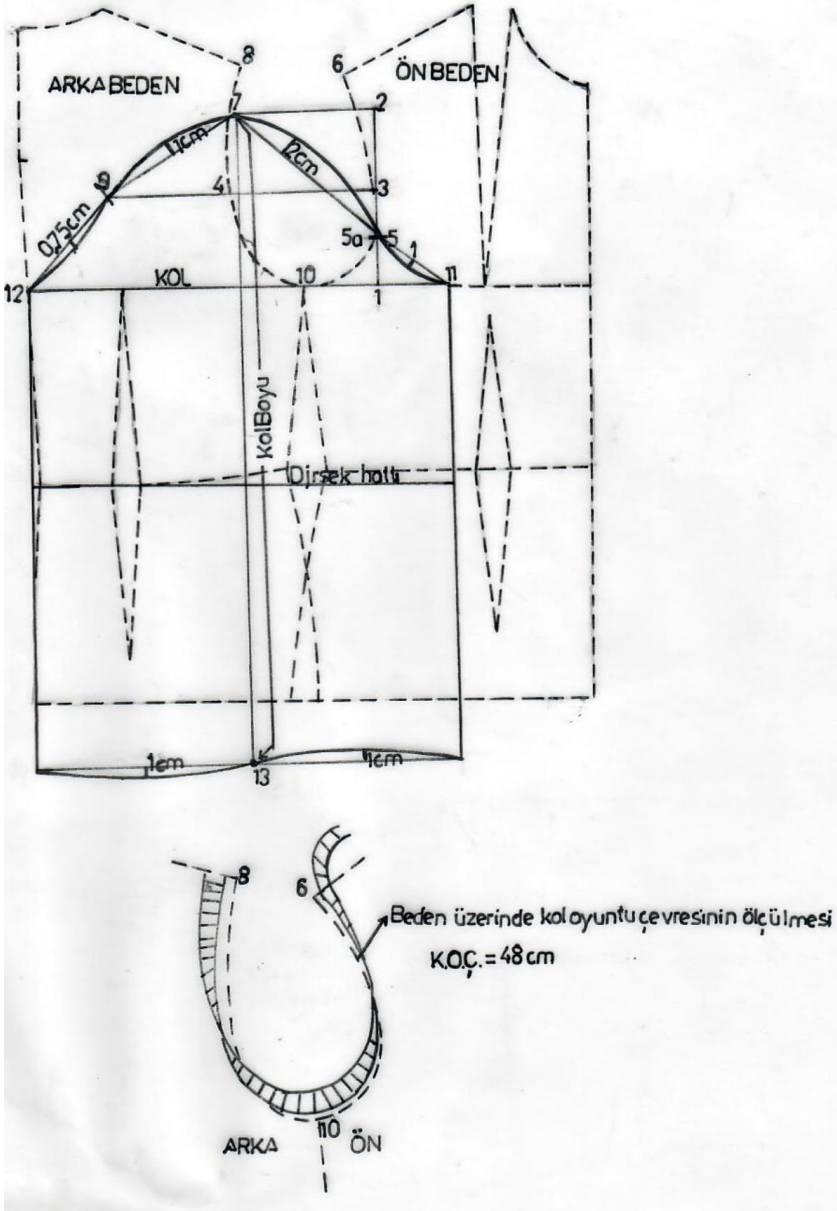 8
6
ARKA BEDEN
ÖN BEDEN
7
2
1cm
2cm
9
4
3
0,75cm
5a
5
1
12
KOL
10
1
11
Kol Boyu
Dirsek hattı
1cm
13
1cm
8
6
Beden üzerinde kol oyuntu çevresinin ölçülmesi
K.O.Ç. = 48 cm
10
ARKA
ÖN